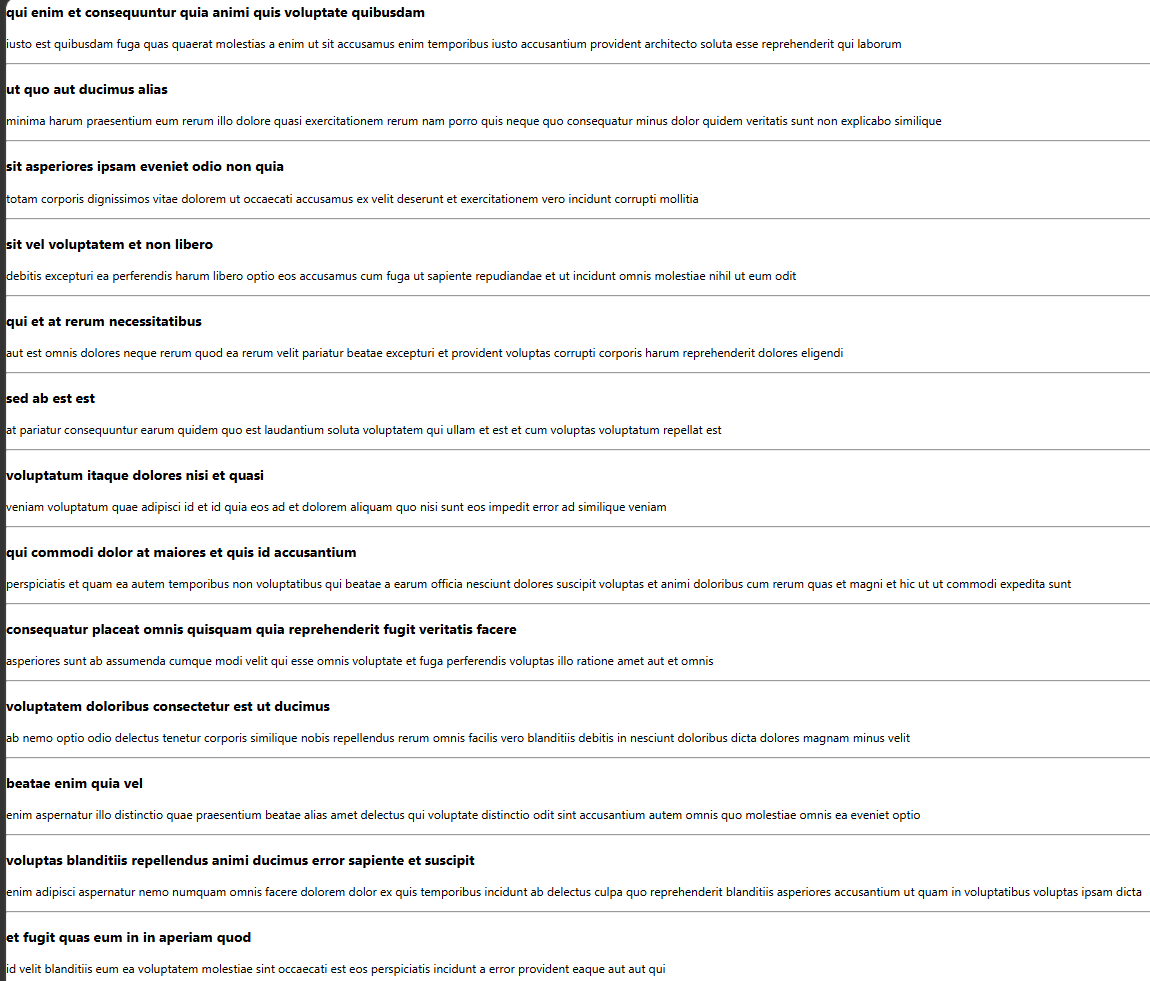 qui enim et consequuntur quia animi quis voluptate quibusdam
iusto est quibusdam fuga quas quaerat molestias a enim ut sit accusamus enim temporibus iusto accusantium provident architecto soluta esse reprehenderit qui laborum
ut quo aut ducimus alias
minima harum praesentium eum rerum illo dolore quasi exercitationem rerum nam porro quis neque quo consequatur minus dolor quidem veritatis sunt non explicabo similique
sit asperiores ipsam eveniet odio non quia
totam corporis dignissimos vitae dolorem ut occaecati accusamus ex velit deserunt et exercitationem vero incidunt corrupti mollitia
sit vel voluptatem et non libero
debitis excepturi ea perferendis harum libero optio eos accusamus cum fuga ut sapiente repudiandae et ut incidunt omnis molestiae nihil ut eum odit
qui et at rerum necessitatibus
aut est omnis dolores neque rerum quod ea rerum velit pariatur beatae excepturi et provident voluptas corrupti corporis harum reprehenderit dolores eligendi
sed ab est est
at pariatur consequuntur earum quidem quo est laudantium soluta voluptatem qui ullam et est et cum voluptas voluptatum repellat est
voluptatum itaque dolores nisi et quasi
veniam voluptatum quae adipisci id et id quia eos ad et dolorem aliquam quo nisi sunt eos impedit error ad similique veniam
qui commodi dolor at maiores et quis id accusantium
perspiciatis et quam ea autem temporibus non voluptatibus qui beatae a earum officia nesciunt dolores suscipit voluptas et animi doloribus cum rerum quas et magni et hic ut ut commodi expedita sunt
consequatur placeat omnis quisquam quia reprehenderit fugit veritatis facere
asperiores sunt ab assumenda cumque modi velit qui esse omnis voluptate et fuga perferendis voluptas illo ratione amet aut et omnis
voluptatem doloribus consectetur est ut ducimus
ab nemo optio odio delectus tenetur corporis similique nobis repellendus rerum omnis facilis vero blanditiis debitis in nesciunt doloribus dicta dolores magnam minus velit
beatae enim quia vel
enim aspernatur illo distinctio quae praesentium beatae alias amet delectus qui voluptate distinctio odit sint accusantium autem omnis quo molestiae omnis ea eveniet optio
voluptas blanditiis repellendus animi ducimus error sapiente et suscipit
enim adipisci aspernatur nemo numquam omnis facere dolorem dolor ex quis temporibus incidunt ab delectus culpa quo reprehenderit blanditiis asperiores accusantium ut quam in voluptatibus voluptas ipsam dicta
et fugit quas eum in in aperiam quod
id velit blanditiis eum ea voluptatem molestiae sint occaecati est eos perspiciatis incidunt a error provident eaque aut aut qui